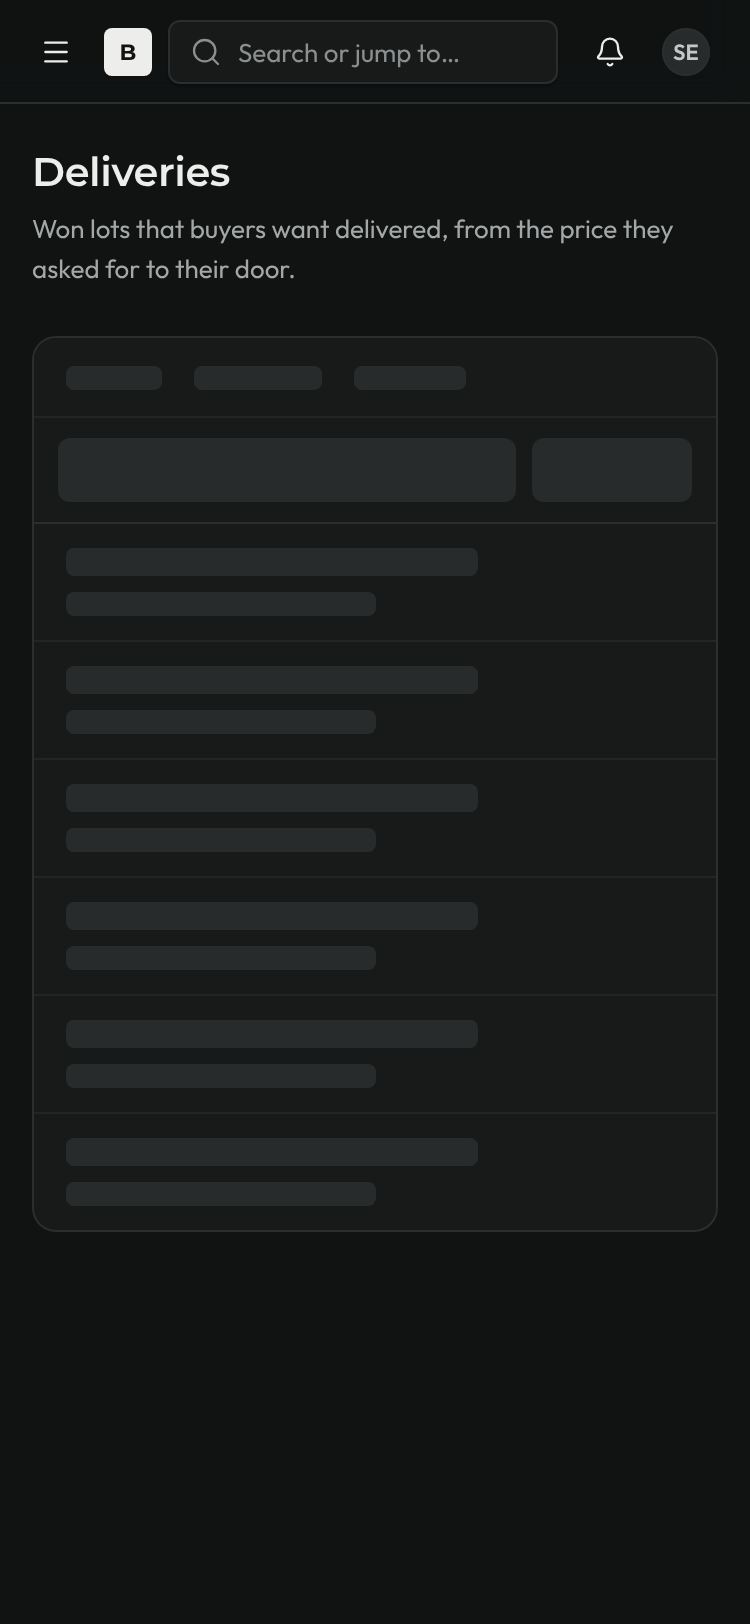 B
Search or jump to...
SE
Deliveries
Won lots that buyers want delivered, from the price they
asked for to their door.